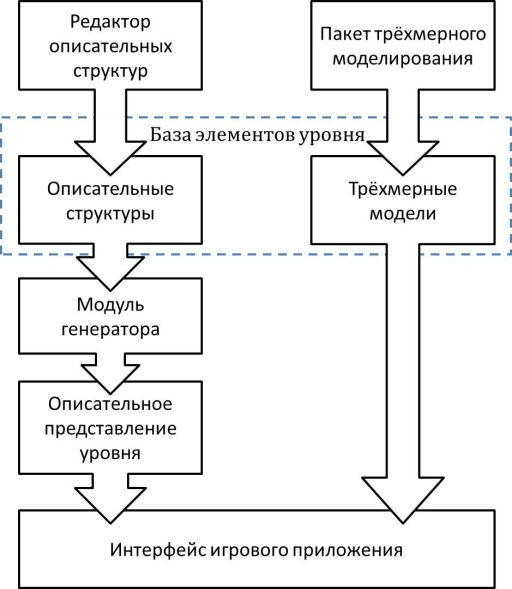 Редактор
описательных
структур
Пакет трёхмерного
моделирования
База элементов уровня
Описательные
структуры
Трёхмерные
модели
Модуль
генератора
Описательное
представление
уровня
Интерфейс игрового приложения